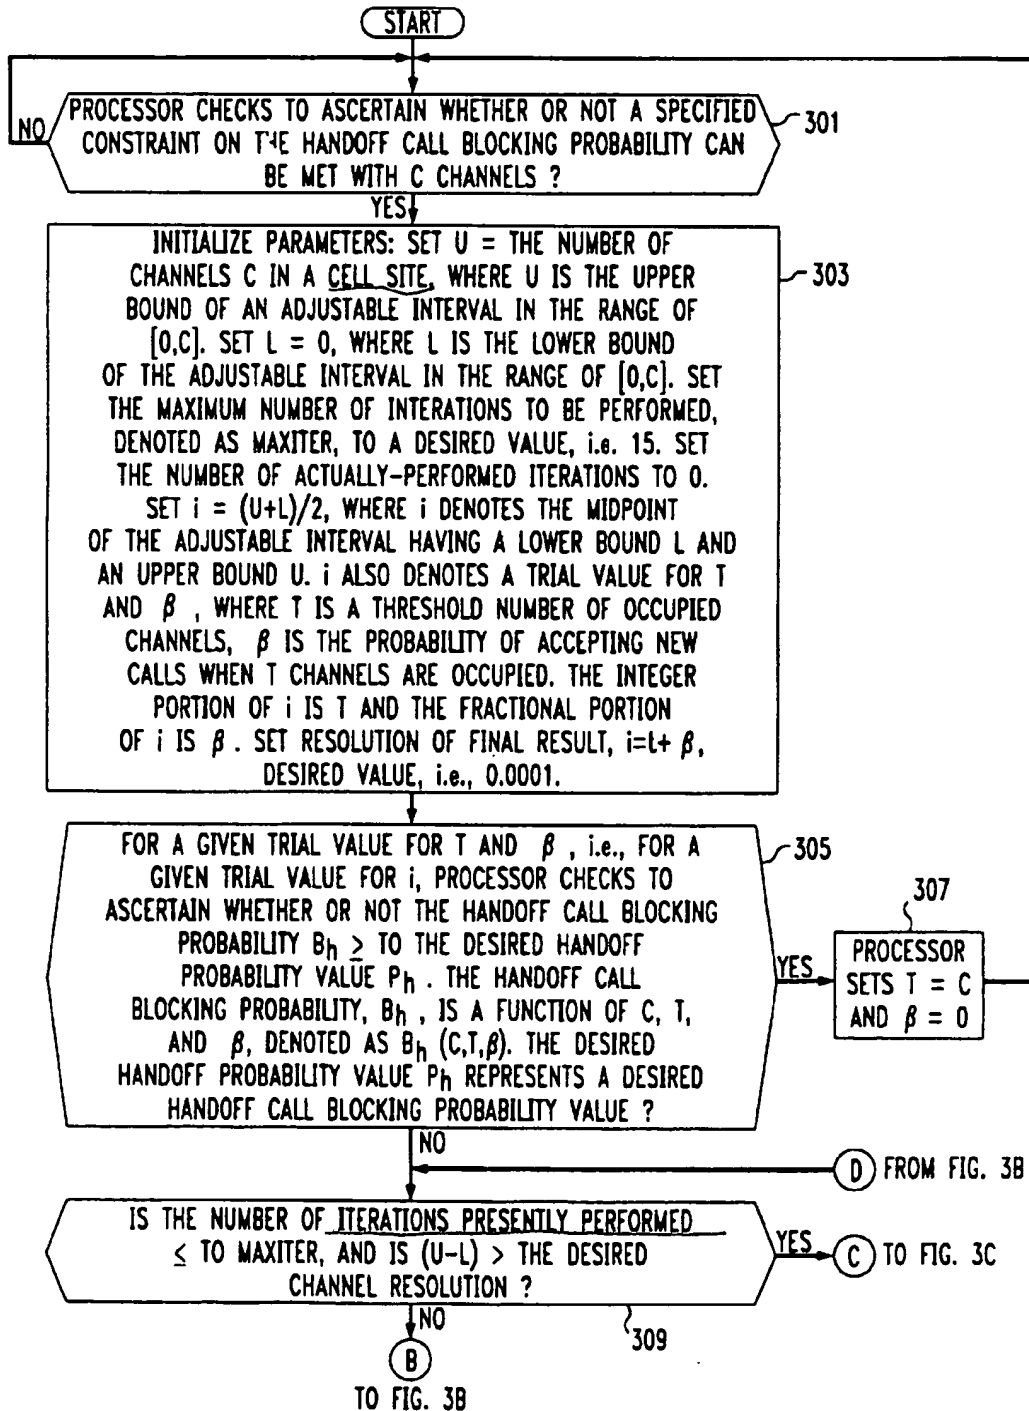 START
PROCESSOR CHECKS TO ASCERTAIN WHETHER OR NOT A SPECIFIED
CONSTRAINT ON THE HANDOFF CALL BLOCKING PROBABILITY CAN
BE MET WITH C CHANNELS ?
301
NO
YES
INITIALIZE PARAMETERS: SET U = THE NUMBER OF
CHANNELS C IN A CELL SITE, WHERE U IS THE UPPER
BOUND OF AN ADJUSTABLE INTERVAL IN THE RANGE OF
[0,C]. SET L = 0, WHERE L IS THE LOWER BOUND
OF THE ADJUSTABLE INTERVAL IN THE RANGE OF [0,C]. SET
THE MAXIMUM NUMBER OF INTERATIONS TO BE PERFORMED,
DENOTED AS MAXITER, TO A DESIRED VALUE, i.e. 15. SET
THE NUMBER OF ACTUALLY-PERFORMED ITERATIONS TO 0.
SET i = (U+L)/2, WHERE i DENOTES THE MIDPOINT
OF THE ADJUSTABLE INTERVAL HAVING A LOWER BOUND L AND
AN UPPER BOUND U. i ALSO DENOTES A TRIAL VALUE FOR T
AND β , WHERE T IS A THRESHOLD NUMBER OF OCCUPIED
CHANNELS, β IS THE PROBABILITY OF ACCEPTING NEW
CALLS WHEN T CHANNELS ARE OCCUPIED. THE INTEGER
PORTION OF i IS T AND THE FRACTIONAL PORTION
OF i IS β . SET RESOLUTION OF FINAL RESULT, i=t+ β,
DESIRED VALUE, i.e., 0.0001.
303
FOR A GIVEN TRIAL VALUE FOR T AND β , i.e., FOR A
GIVEN TRIAL VALUE FOR i, PROCESSOR CHECKS TO
ASCERTAIN WHETHER OR NOT THE HANDOFF CALL BLOCKING
PROBABILITY Bh ≥ TO THE DESIRED HANDOFF
PROBABILITY VALUE Ph . THE HANDOFF CALL
BLOCKING PROBABILITY, Bh , IS A FUNCTION OF C, T,
AND β, DENOTED AS Bh (C,T,β). THE DESIRED
HANDOFF PROBABILITY VALUE Ph REPRESENTS A DESIRED
HANDOFF CALL BLOCKING PROBABILITY VALUE ?
305
YES
307
PROCESSOR
SETS T = C
AND β = 0
NO
D FROM FIG. 3B
IS THE NUMBER OF ITERATIONS PRESENTLY PERFORMED
≤ TO MAXITER, AND IS (U-L) > THE DESIRED
CHANNEL RESOLUTION ?
309
YES
C TO FIG. 3C
NO
B
TO FIG. 3B